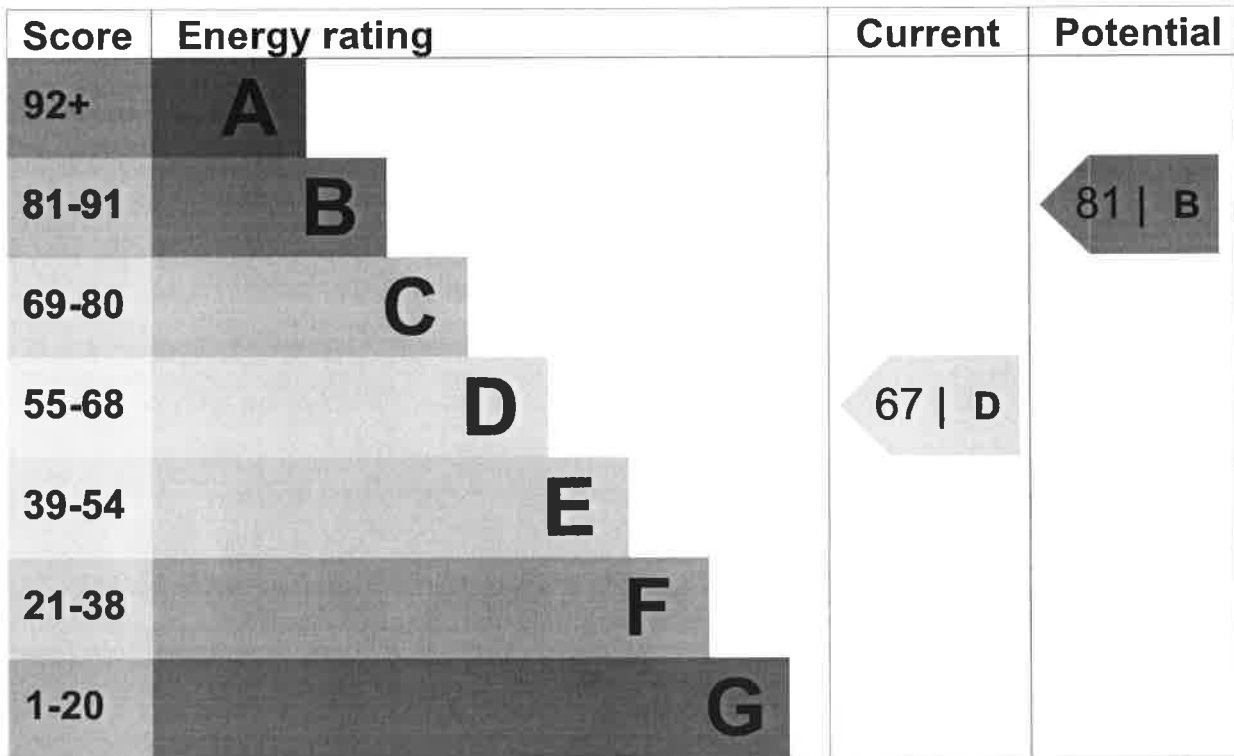 Score Energy rating Current Potential
92+ A
81-91 B 81 | B
69-80 C
55-68 D 67 | D
39-54 E
21-38 F
1-20 G